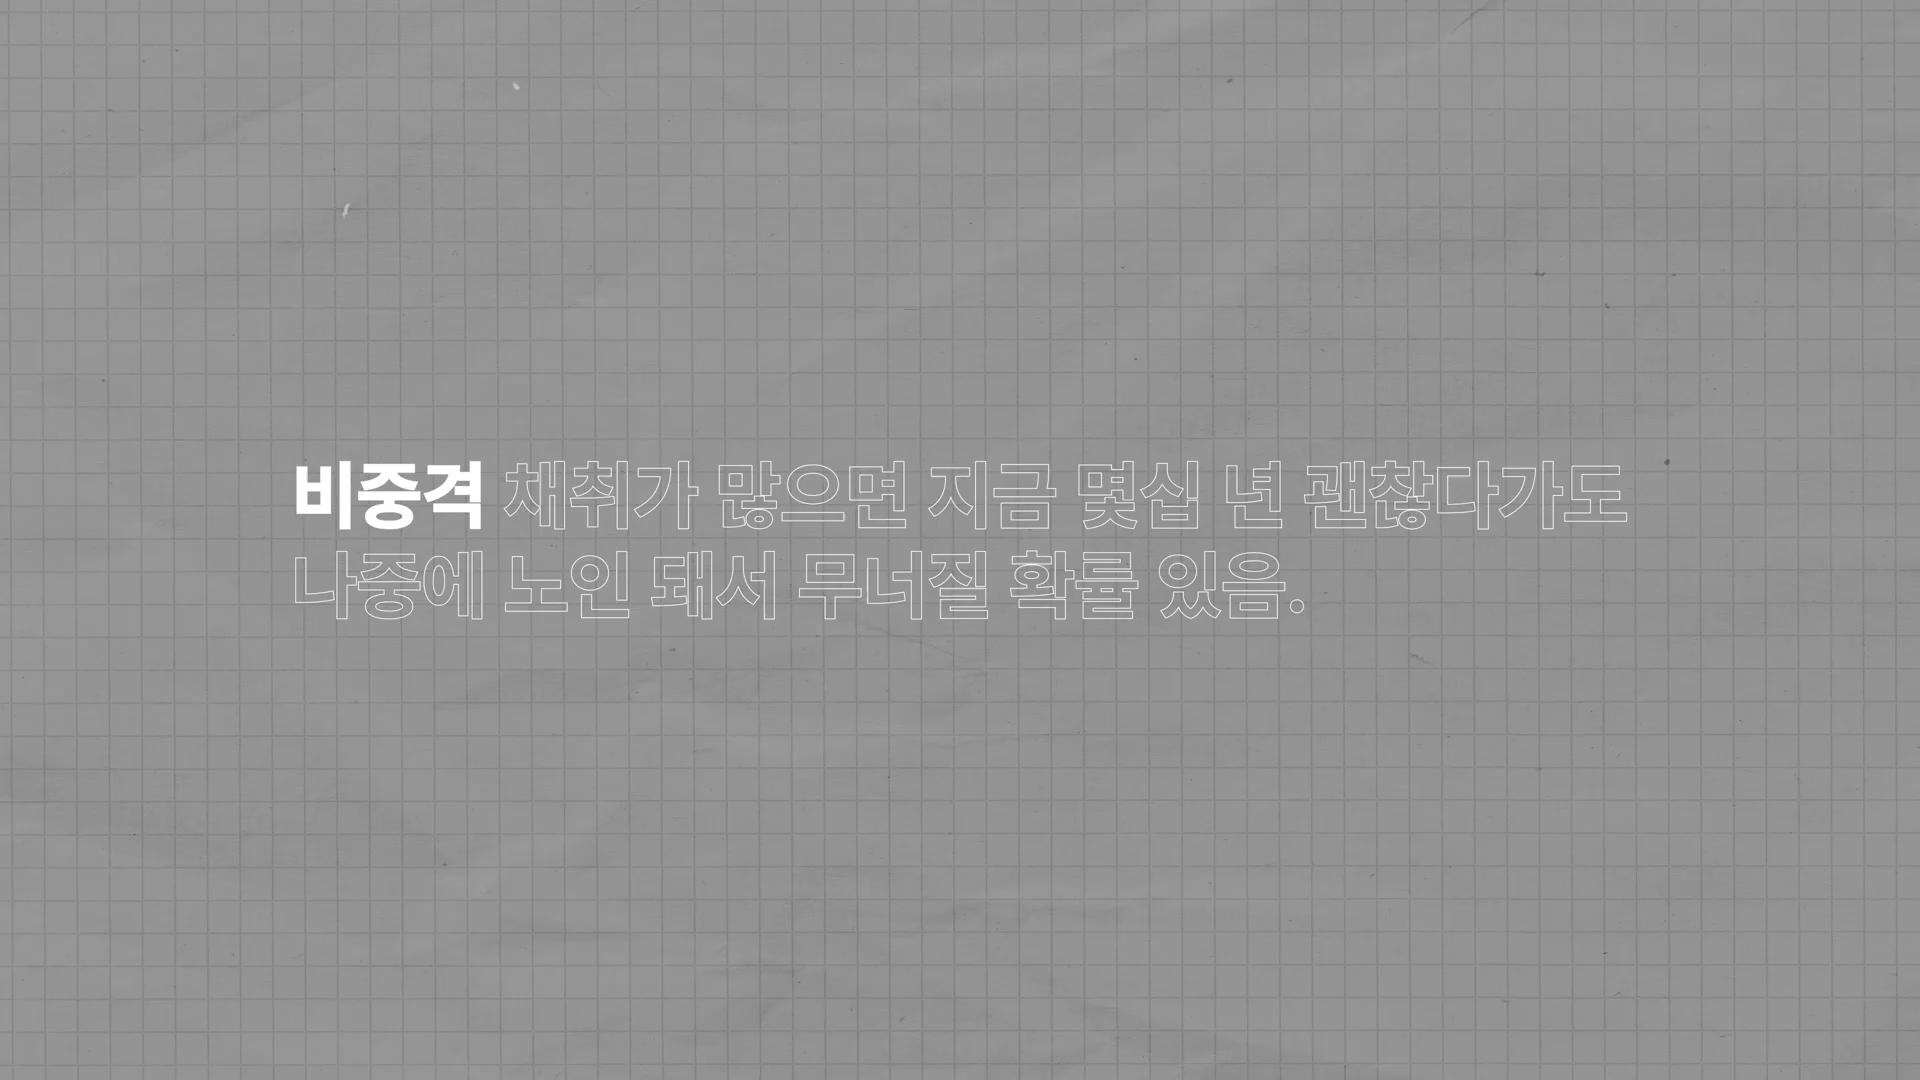 비중격 채취가 많으면 지금 몇십 년 괜찮다가도
나중에 노인 돼서 무너질 확률 있음.